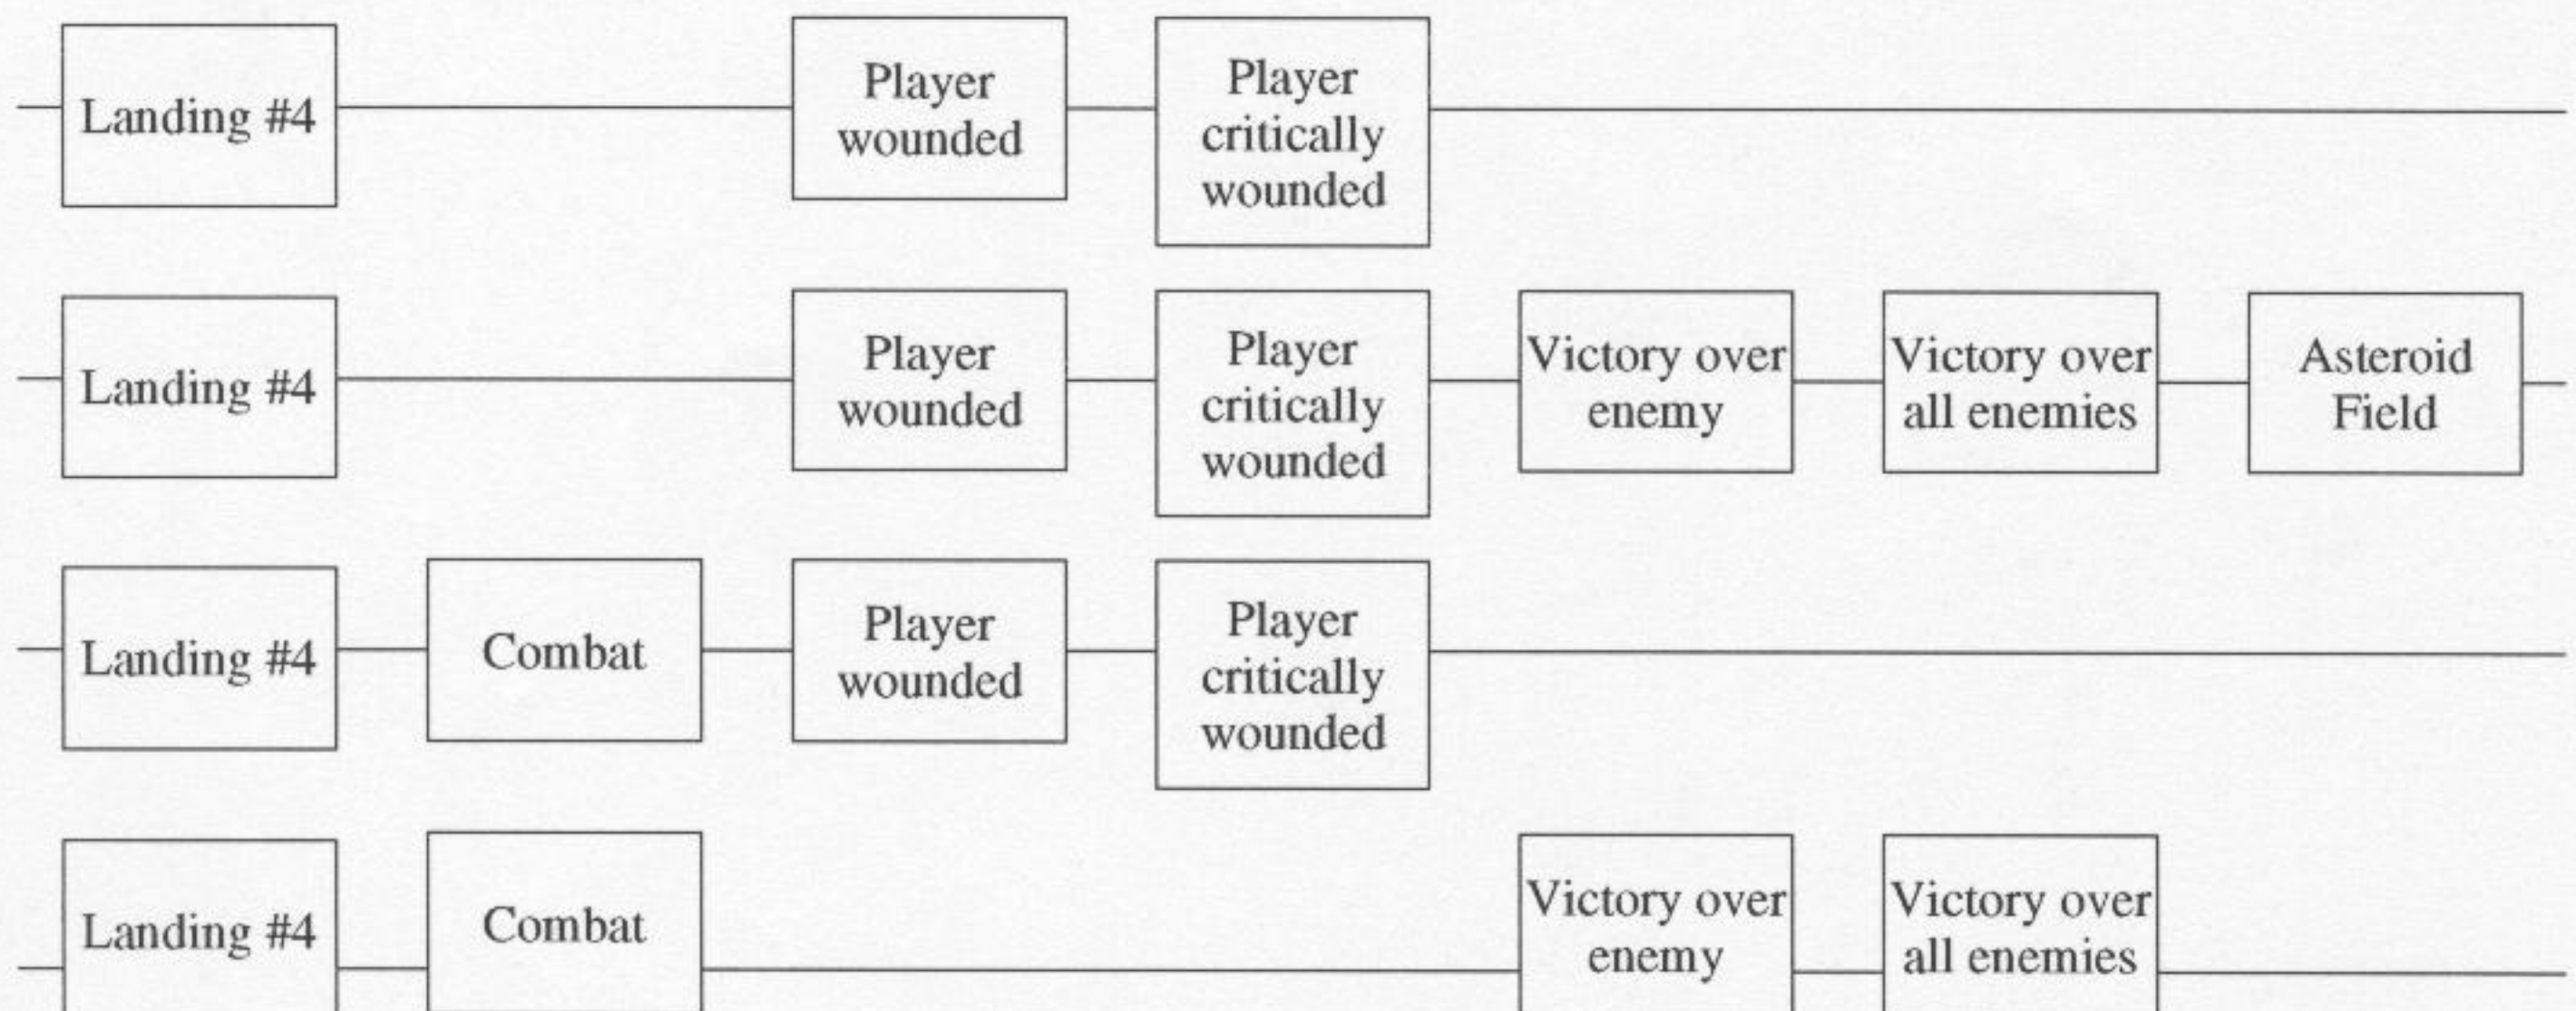 Landing #4
Player
wounded
Player
critically
wounded
Landing #4
Player
wounded
Player
critically
wounded
Victory over
enemy
Victory over
all enemies
Asteroid
Field
Landing #4
Combat
Player
wounded
Player
critically
wounded
Landing #4
Combat
Victory over
enemy
Victory over
all enemies